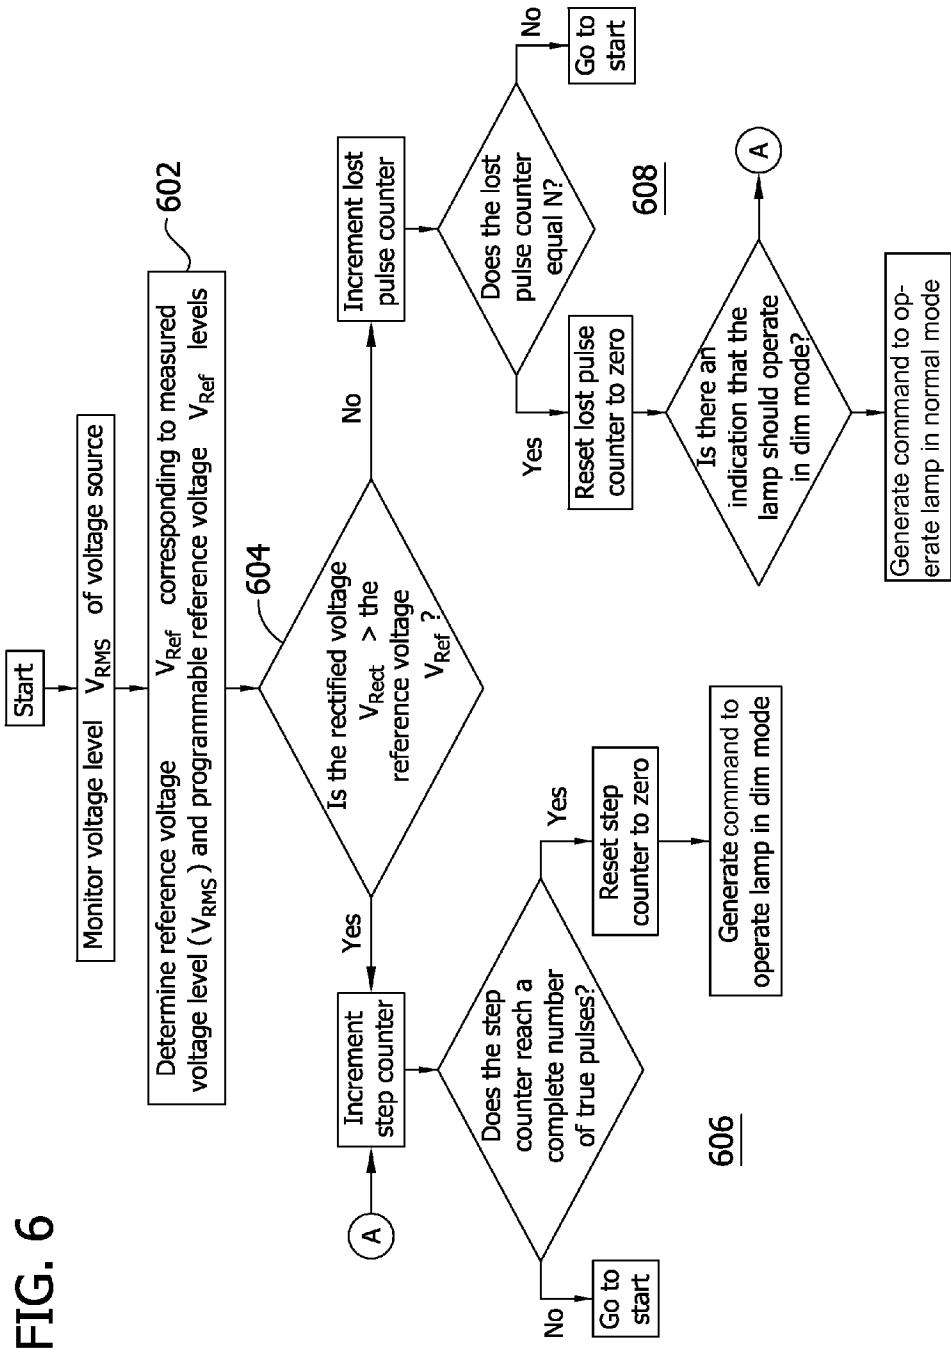 FIG. 6
Start
Monitor voltage level V_RMS of voltage source
Determine reference voltage V_Ref corresponding to measured
voltage level (V_RMS) and programmable reference voltage V_Ref levels
602
604
Is the rectified voltage
V_Rect > the
reference voltage
V_Ref ?
Yes
No
A
Increment
step counter
Does the step
counter reach a
complete number
of true pulses?
No
Go to
start
Yes
Reset step
counter to zero
Generate command to
operate lamp in dim mode
606
Increment lost
pulse counter
Does the lost
pulse counter
equal N?
No
Go to
start
Yes
Reset lost pulse
counter to zero
608
Is there an
indication that the
lamp should operate
in dim mode?
A
Generate command to op-
erate lamp in normal mode